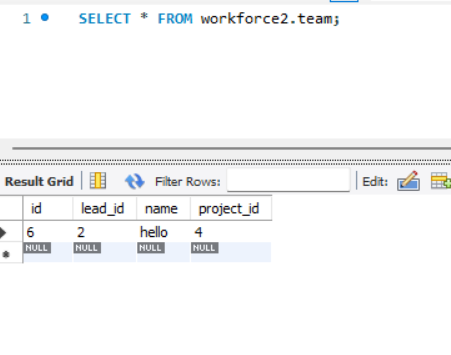 1 SELECT * FROM workforce2.team;
Result Grid Filter Rows: Edit:
id lead_id name project_id
6 2 hello 4
NULL NULL NULL NULL